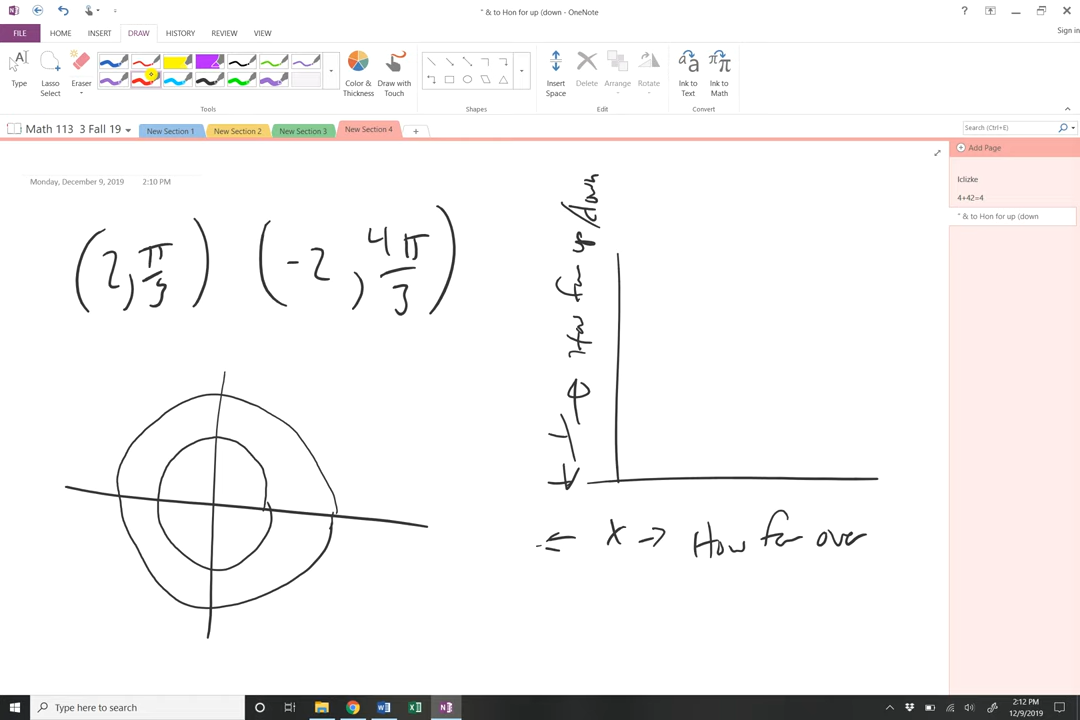 " & to Hon for up (down - OneNote
?
Sign in
FILE HOME INSERT DRAW HISTORY REVIEW VIEW
Type
Lasso Select
Eraser
Color & Thickness
Draw with Touch
Insert Space
Delete
Arrange
Rotate
Ink to Text
Ink to Math
Tools
Shapes
Edit
Convert
Math 113 3 Fall 19
New Section 1
New Section 2
New Section 3
New Section 4
+
Search (Ctrl+E)
Add Page
Iclizke
4+42=4
" & to Hon for up (down
Monday, December 9, 2019 2:10 PM
(2, π/3) (-2, 4π/3)
How far up/down
← x → How far over
Type here to search
2:12 PM
12/9/2019